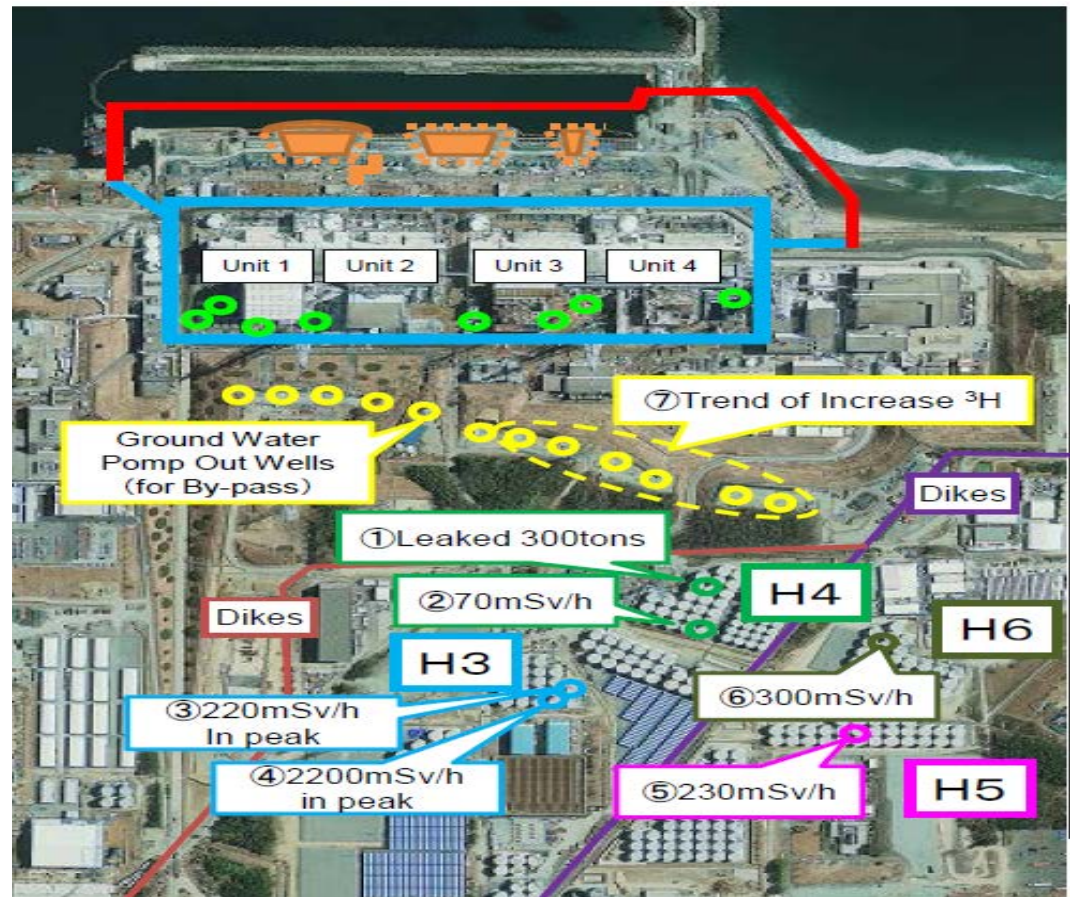 Unit 1
Unit 2
Unit 3
Unit 4
⑦Trend of Increase ³H
Ground Water
Pomp Out Wells
(for By-pass)
Dikes
①Leaked 300tons
H4
②70mSv/h
Dikes
H6
H3
③220mSv/h
In peak
⑥300mSv/h
④2200mSv/h
in peak
⑤230mSv/h
H5